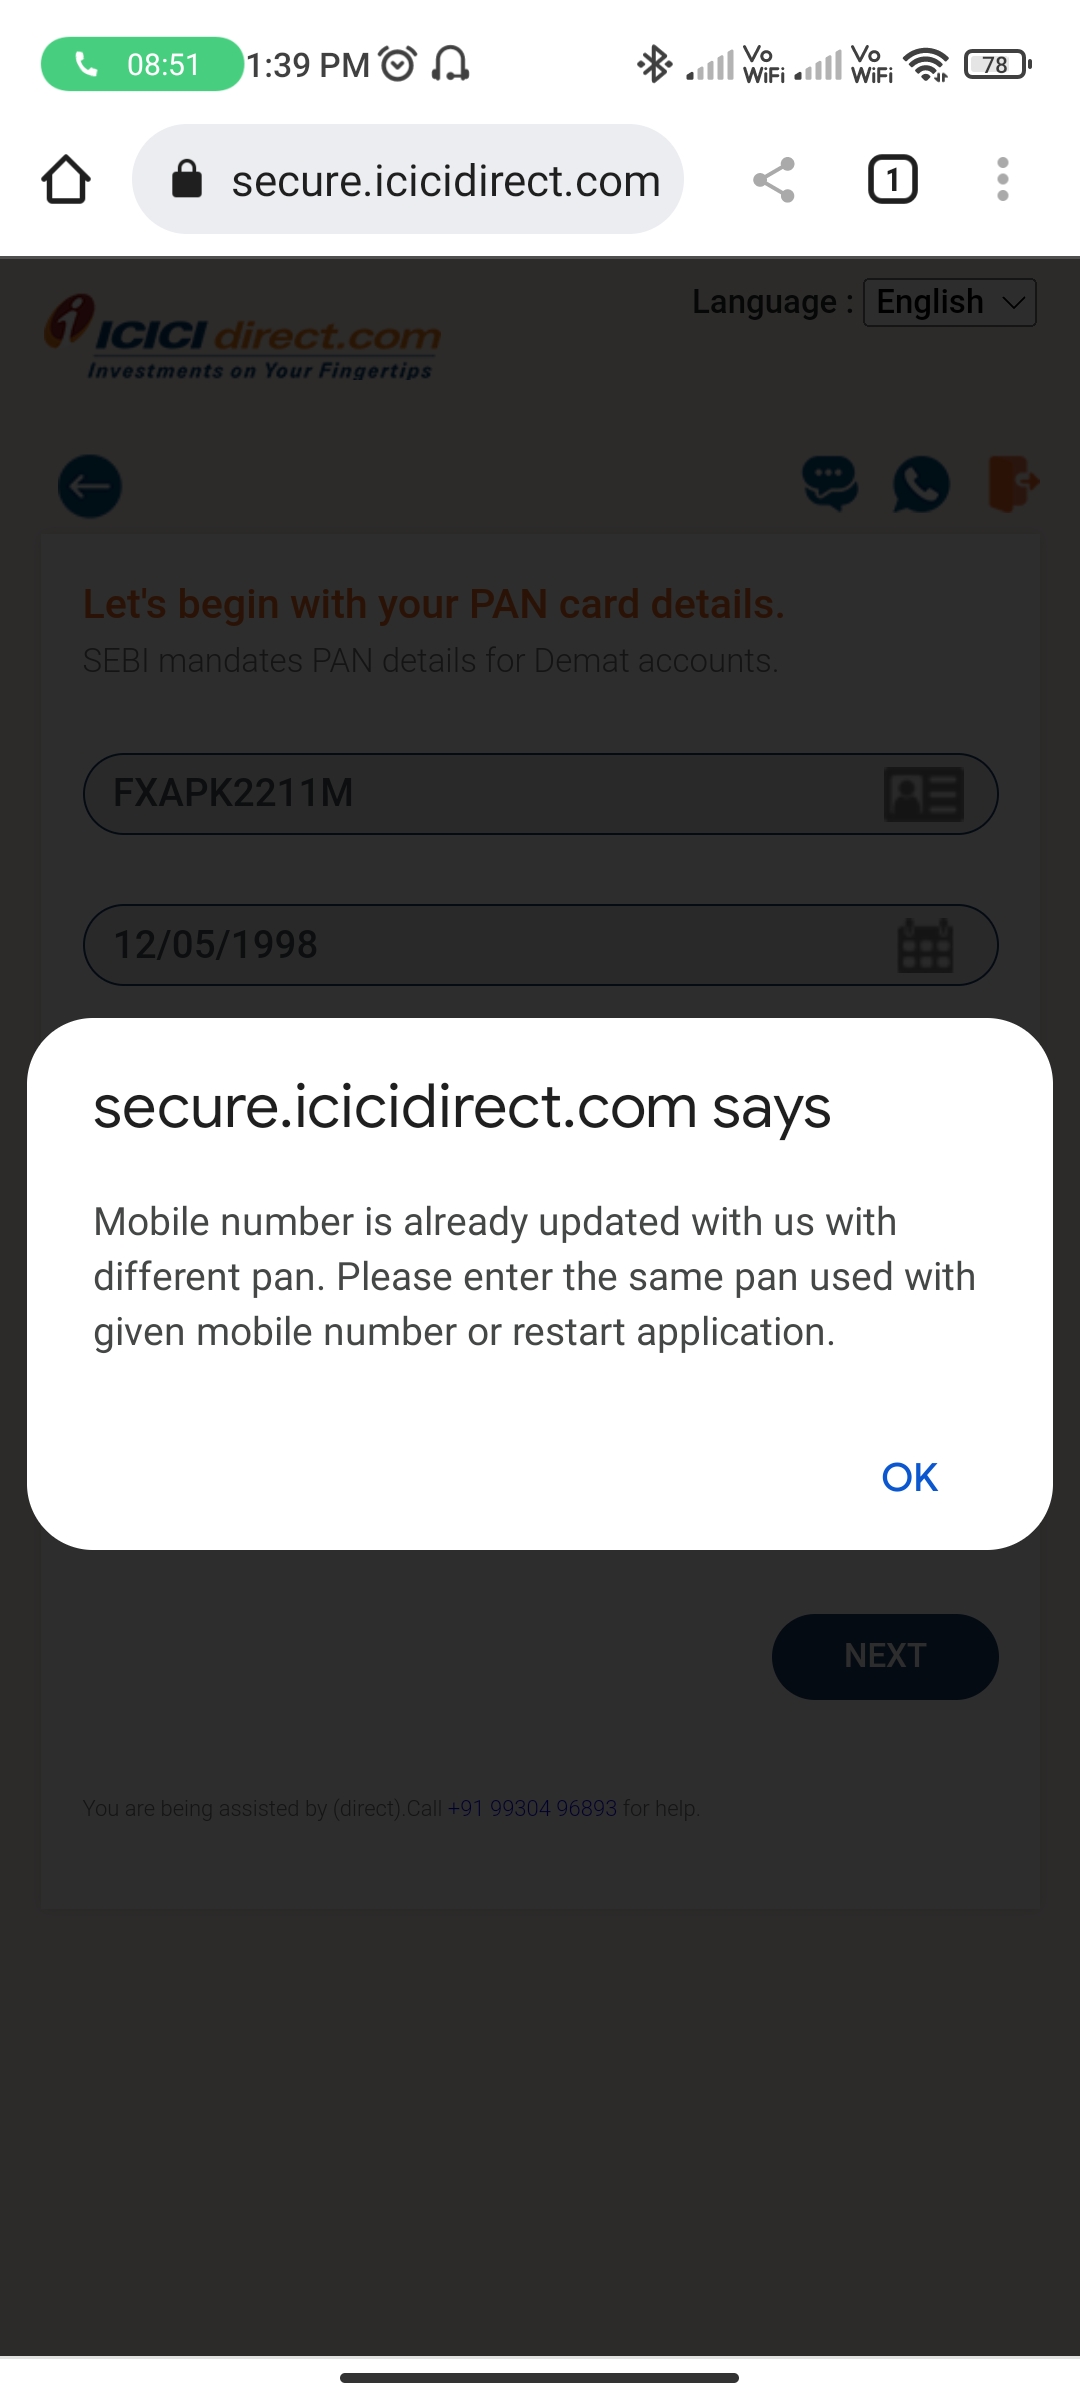 08:51 1:39 PM Vo WiFi Vo WiFi 78
secure.icicidirect.com 1
Language : English
i ICICI direct.com
Investments on Your Fingertips
Let's begin with your PAN card details.
SEBI mandates PAN details for Demat accounts.
FXAPK2211M
12/05/1998
secure.icicidirect.com says
Mobile number is already updated with us with
different pan. Please enter the same pan used with
given mobile number or restart application.
OK
NEXT
You are being assisted by (direct).Call +91 99304 96893 for help.